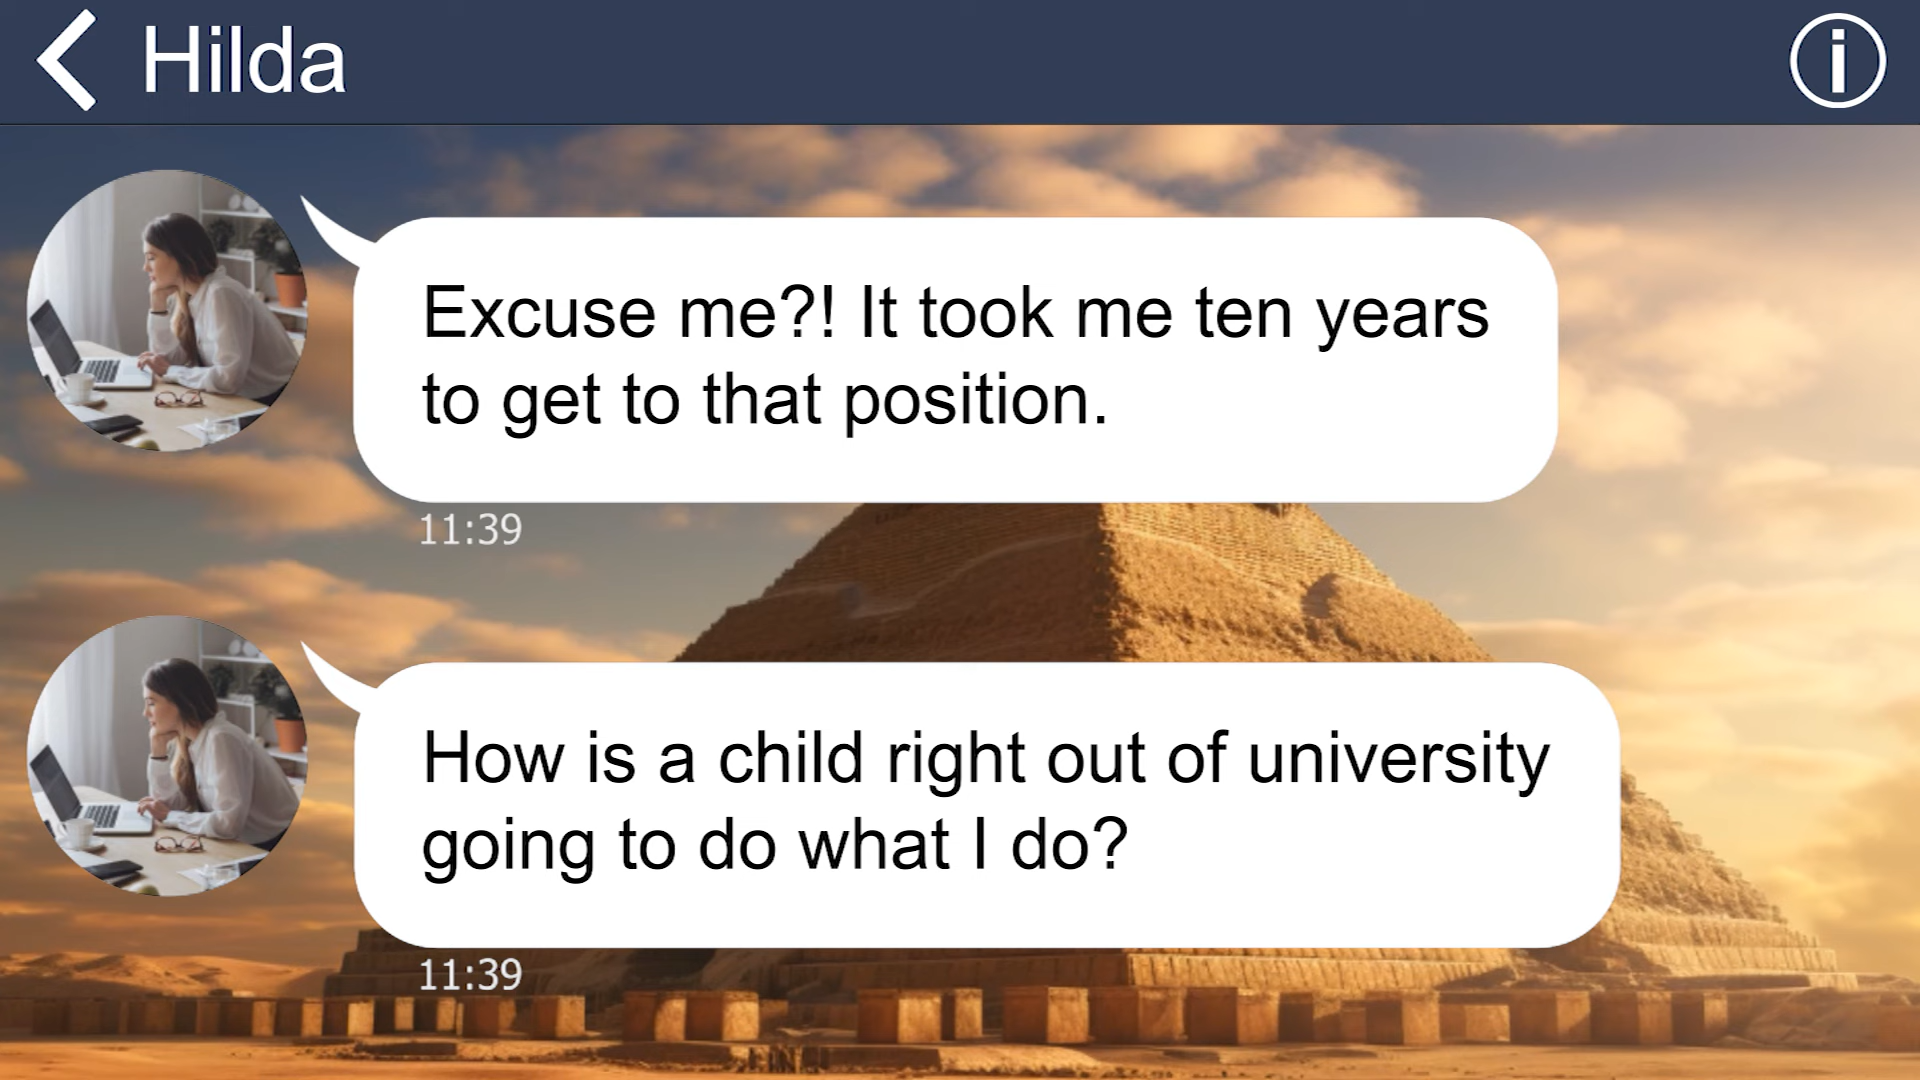 Hilda
Excuse me?! It took me ten years
to get to that position.
11:39
How is a child right out of university
going to do what I do?
11:39